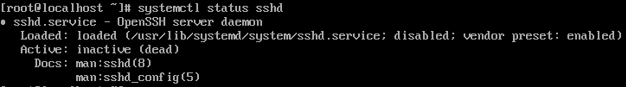 [root@localhost ~]# systemctl status sshd
● sshd.service - OpenSSH server daemon
Loaded: loaded (/usr/lib/systemd/system/sshd.service; disabled; vendor preset: enabled)
Active: inactive (dead)
Docs: man:sshd(8)
man:sshd_config(5)